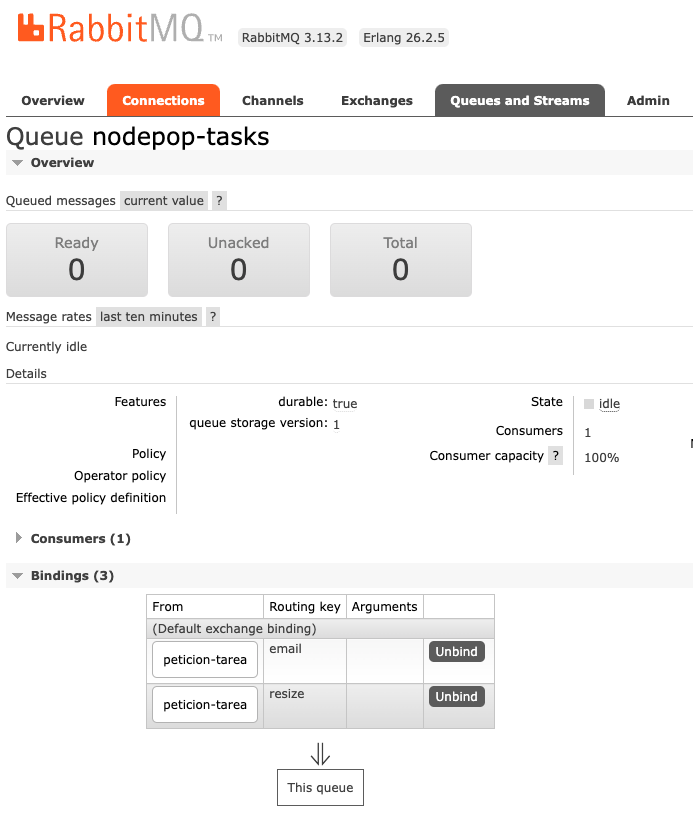 RabbitMQ TM RabbitMQ 3.13.2 Erlang 26.2.5
Overview Connections Channels Exchanges Queues and Streams Admin
Queue nodepop-tasks
Overview
Queued messages current value ?
Ready Unacked Total
0 0 0
Message rates last ten minutes ?
Currently idle
Details
Features durable: true State idle
queue storage version: 1 Consumers 1
Policy Consumer capacity ? 100%
Operator policy
Effective policy definition
Consumers (1)
Bindings (3)
From Routing key Arguments
(Default exchange binding)
peticion-tarea email Unbind
peticion-tarea resize Unbind
This queue